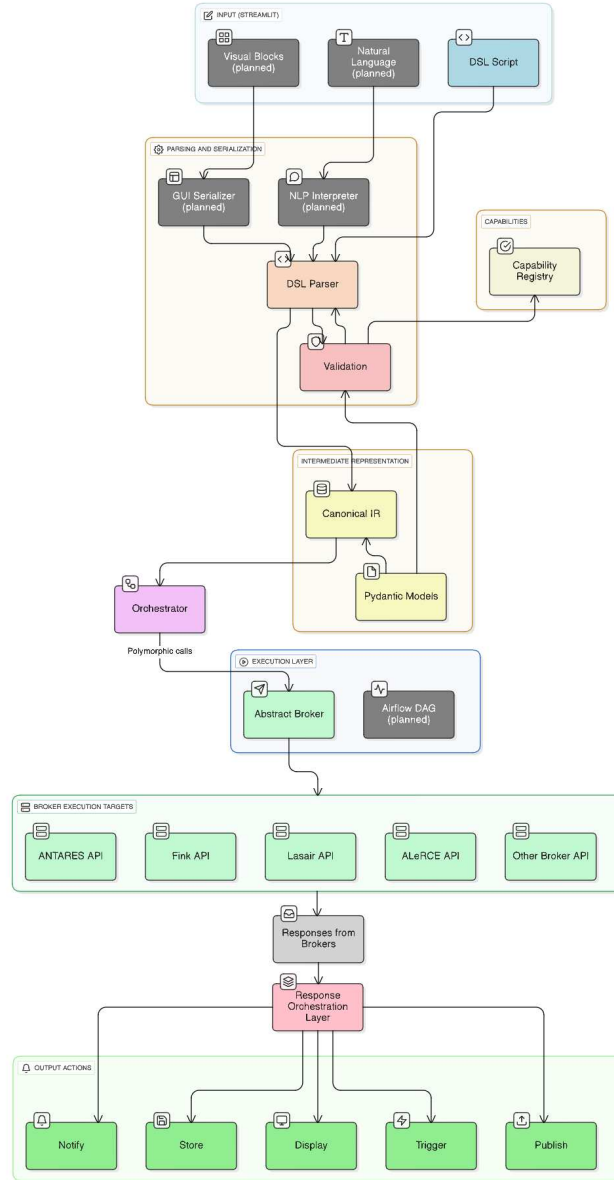 INPUT (STREAMLIT)
Visual Blocks
(planned)
Natural
Language
(planned)
DSL Script
PARSING AND SERIALIZATION
GUI Serializer
(planned)
NLP Interpreter
(planned)
CAPABILITIES
Capability
Registry
DSL Parser
Validation
INTERMEDIATE REPRESENTATION
Canonical IR
Pydantic Models
Orchestrator
Polymorphic calls
EXECUTION LAYER
Abstract Broker
Airflow DAG
(planned)
BROKER EXECUTION TARGETS
ANTARES API
Fink API
Lasair API
ALeRCE API
Other Broker API
Responses from
Brokers
Response
Orchestration
Layer
OUTPUT ACTIONS
Notify
Store
Display
Trigger
Publish